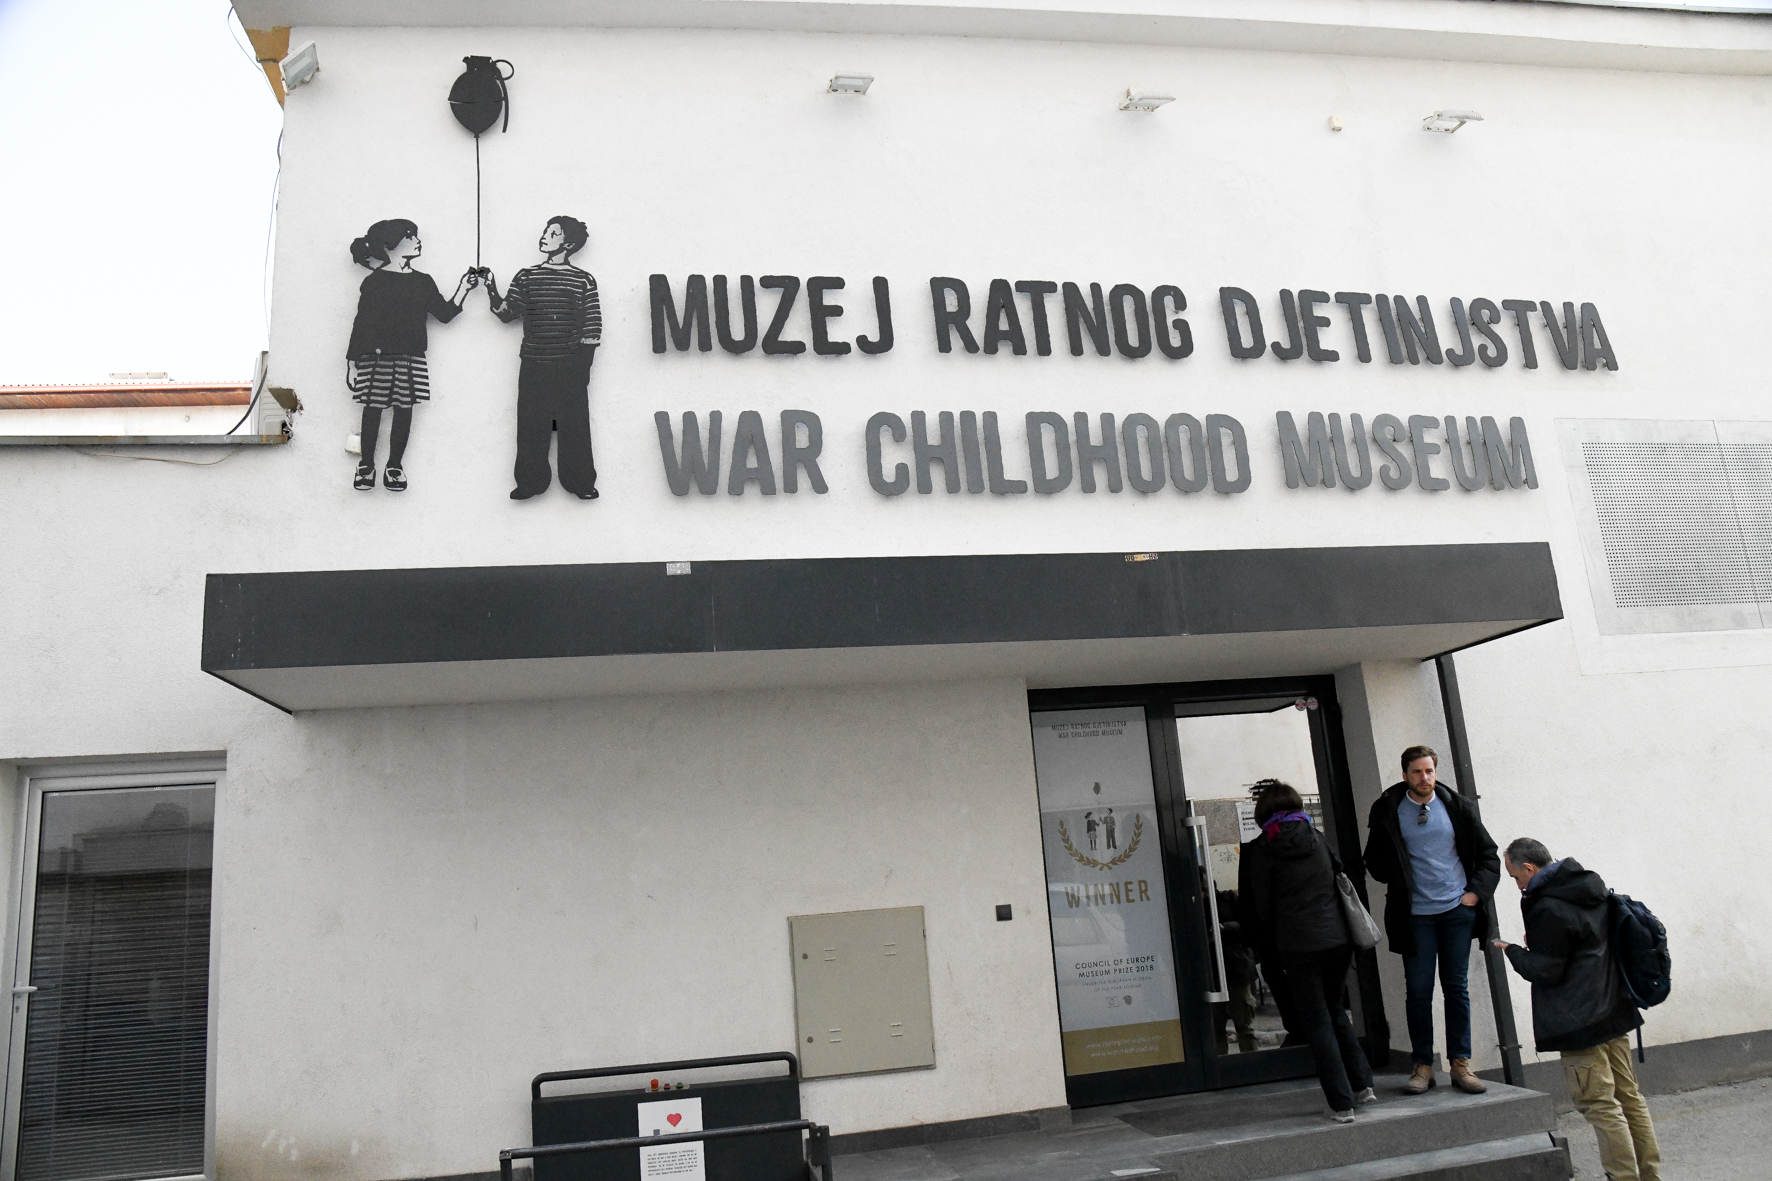 MUZEJ RATNOG DJETINJSTVA
WAR CHILDHOOD MUSEUM
MUZEJ RATNOG DJETINJSTVA
WAR CHILDHOOD MUSEUM
WINNER
COUNCIL OF EUROPE
MUSEUM PRIZE 2018